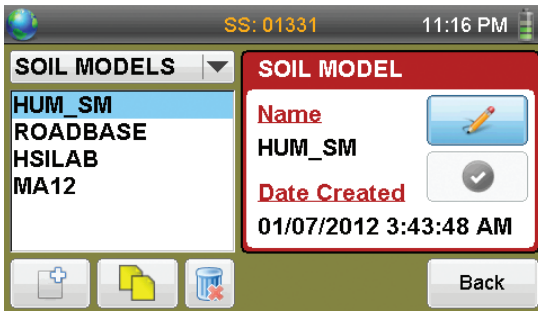 SS: 01331 11:16 PM
SOIL MODELS
HUM_SM
ROADBASE
HSILAB
MA12
SOIL MODEL
Name
HUM_SM
Date Created
01/07/2012 3:43:48 AM
Back